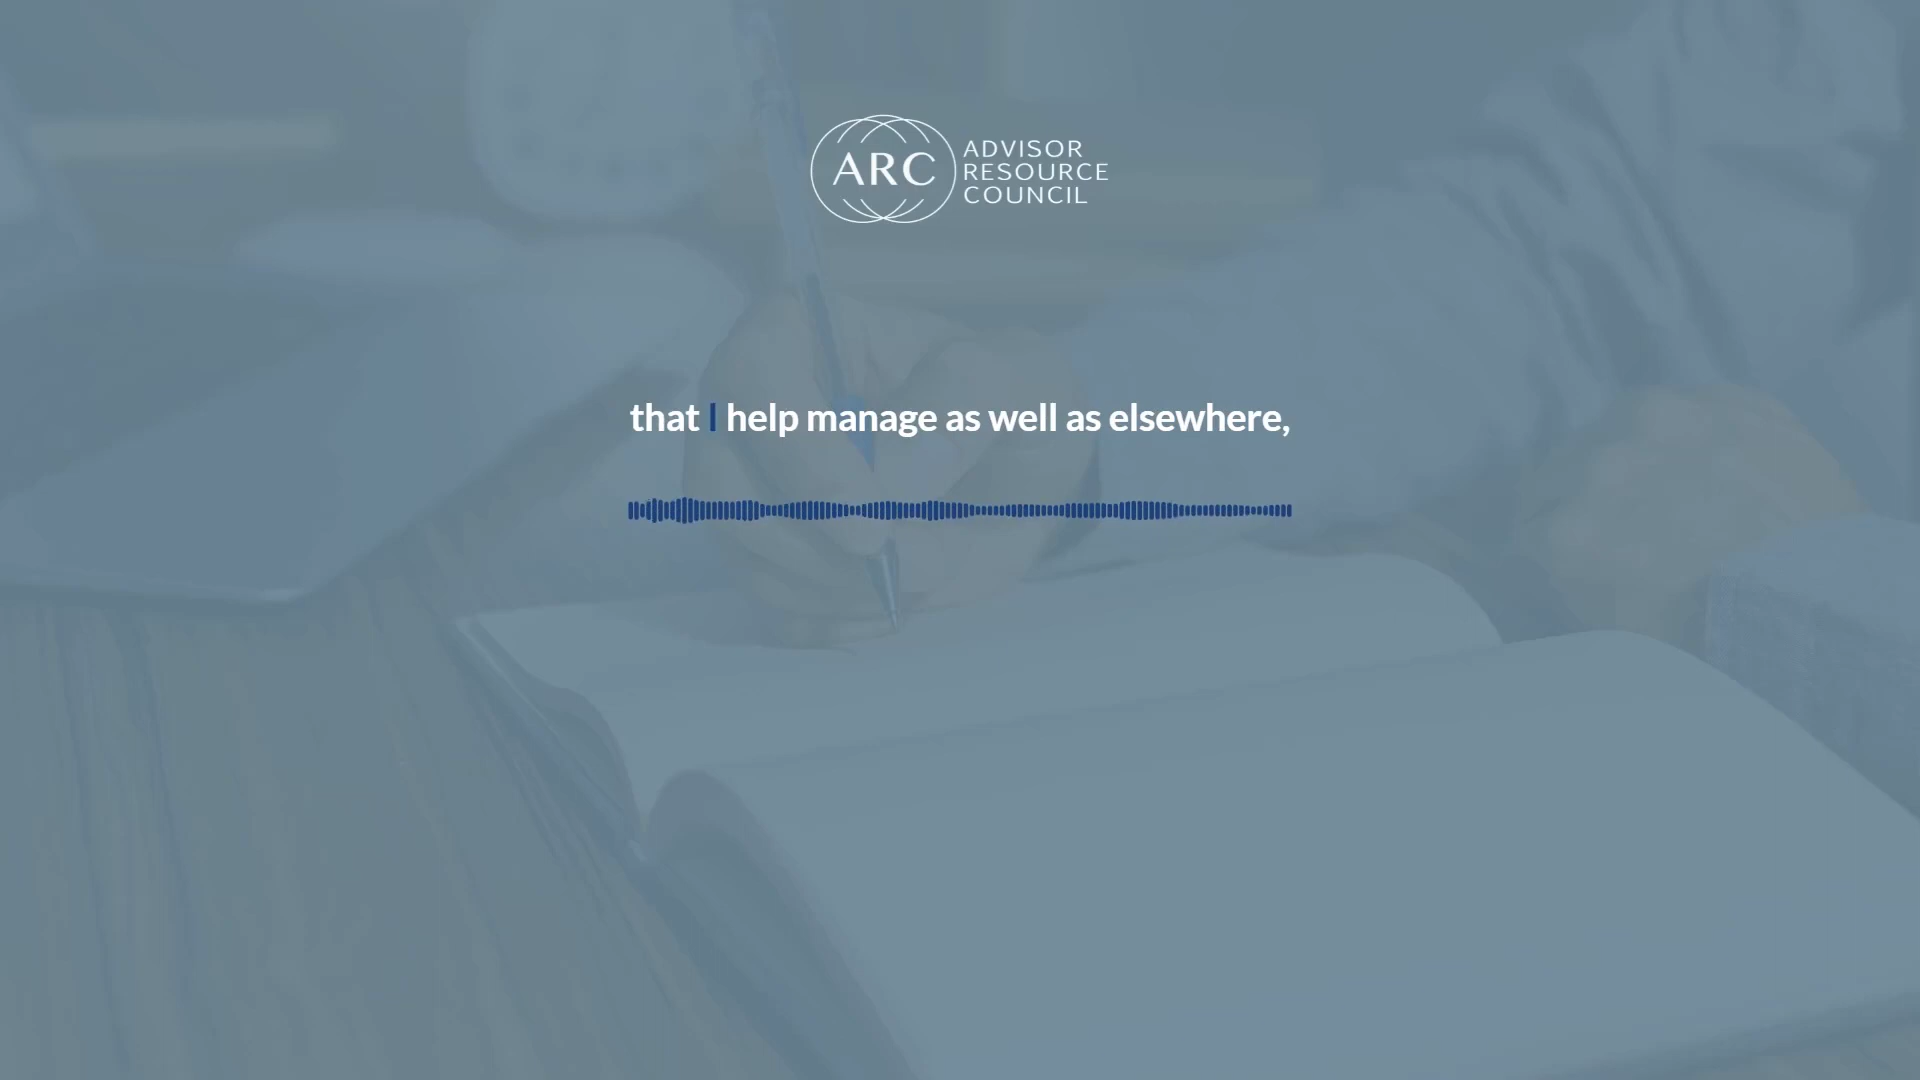 ARC
ADVISOR
RESOURCE
COUNCIL
that I help manage as well as elsewhere,